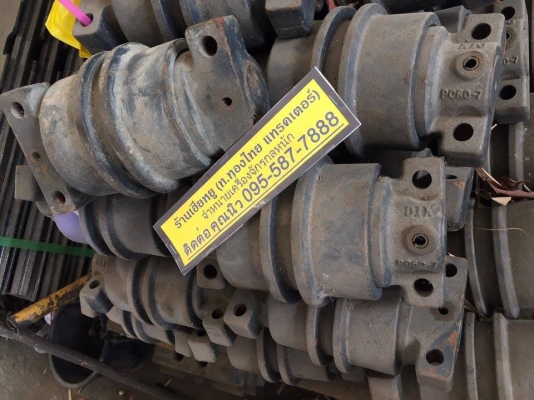 ร้านเฮียหยู (ท.ทองไทย แทรคเตอร์)
จำหน่ายเครื่องจักรกลหนัก
ติดต่อ คุณนิว 095-587-7888
PC60-7